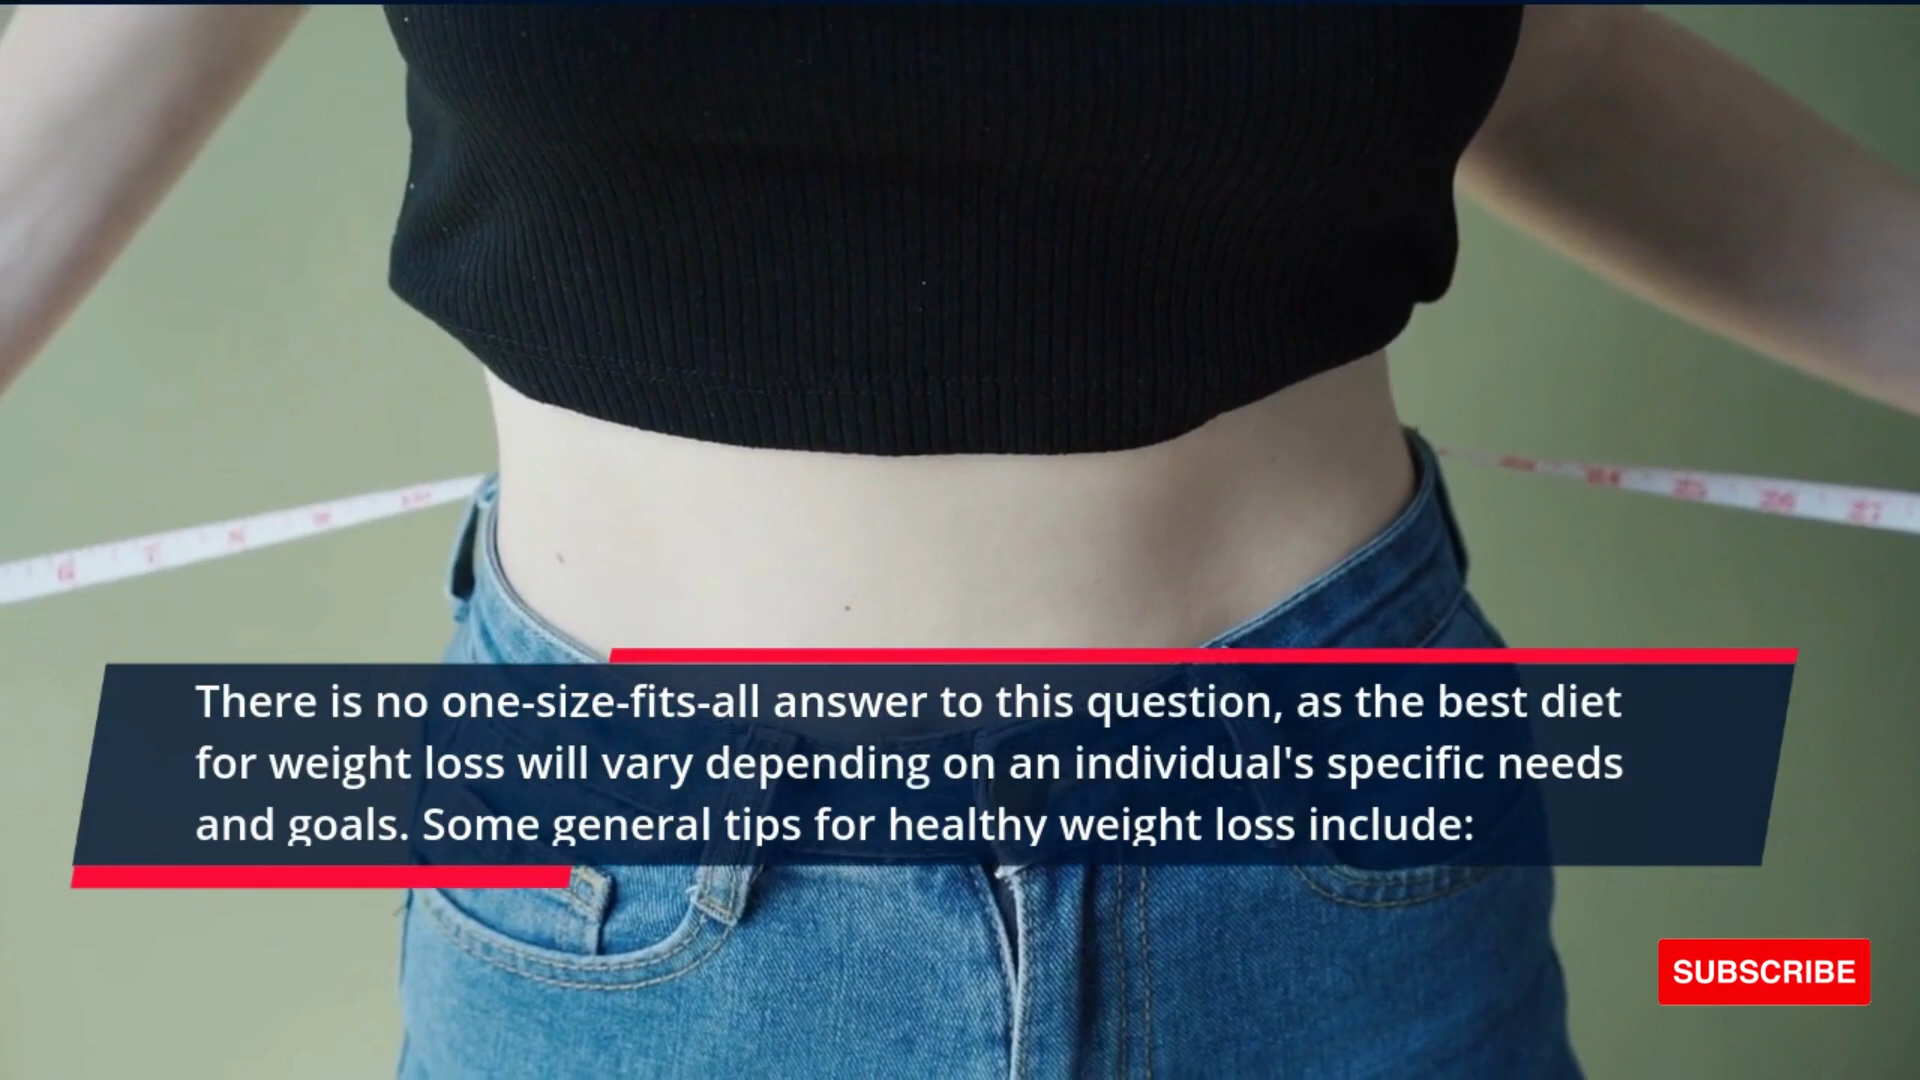 There is no one-size-fits-all answer to this question, as the best diet
for weight loss will vary depending on an individual's specific needs
and goals. Some general tips for healthy weight loss include:
SUBSCRIBE